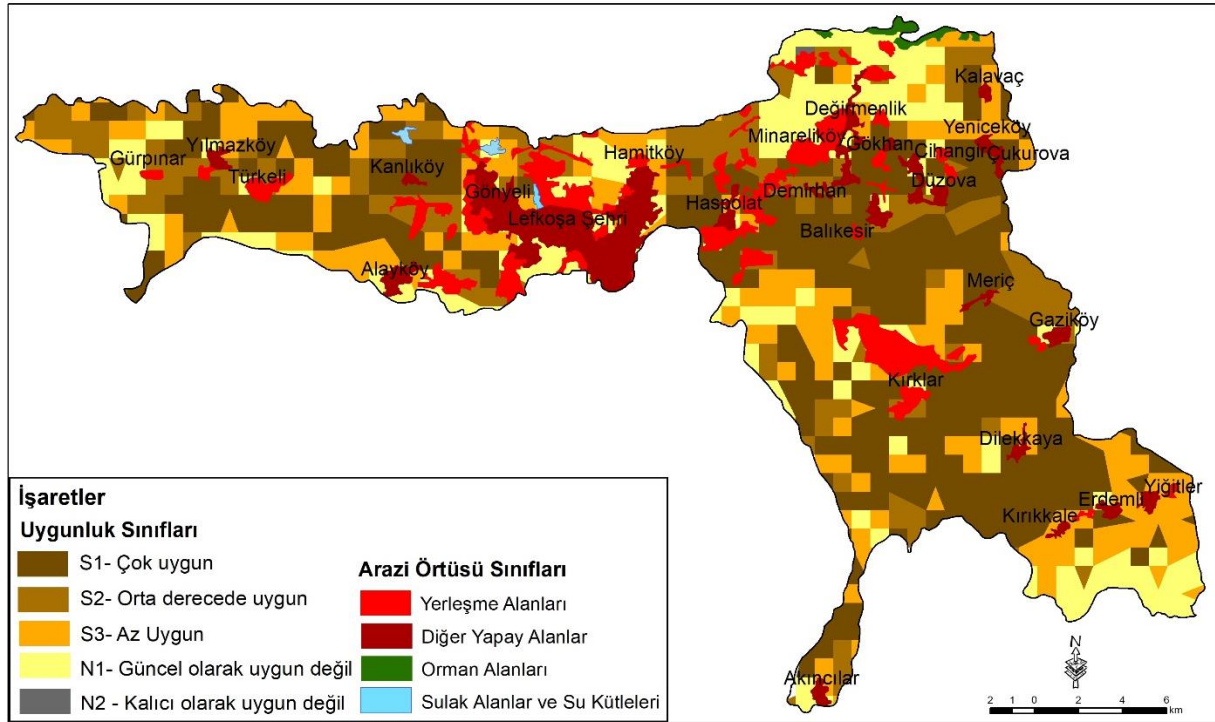 Kalavaç
Değirmenlik
Yeniceköy
Minareliköy
Gökhan
Cihangir
Çukurova
Yılmazköy
Gürpınar
Türkeli
Kanlıköy
Hamitköy
Gönyeli
Demirhan
Düzova
Haspolat
Lefkoşa Şehri
Balıkesir
Alayköy
Meriç
Gaziköy
Kırklar
Dilekkaya
Yiğitler
Erdemli
Kırıkkale
Akıncılar
İşaretler
Uygunluk Sınıfları
S1- Çok uygun
S2- Orta derecede uygun
S3- Az Uygun
N1- Güncel olarak uygun değil
N2 - Kalıcı olarak uygun değil
Arazi Örtüsü Sınıfları
Yerleşme Alanları
Diğer Yapay Alanlar
Orman Alanları
Sulak Alanlar ve Su Kütleleri
N
2 1 0 2 4 6
km